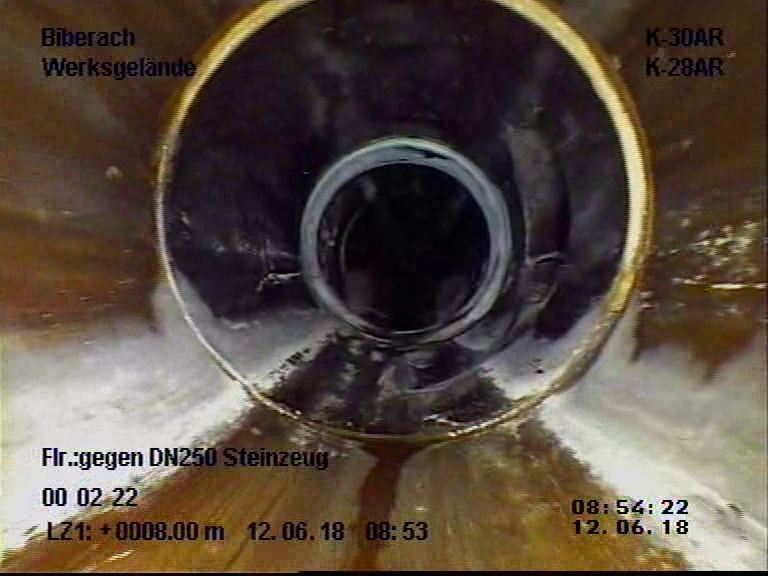 Biberach
Werksgelände
K-30AR
K-28AR
Flr.:gegen DN250 Steinzeug
00 02 22
LZ1: +0008.00 m 12.06.18 08:53
08:54:22
12.06.18